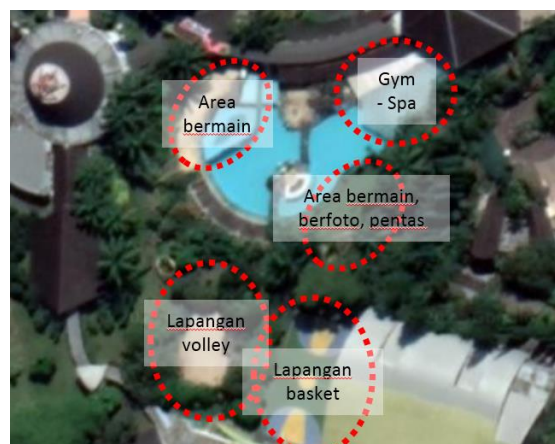 Area
bermain
Gym
- Spa
Area bermain,
berfoto, pentas
Lapangan
volley
Lapangan
basket